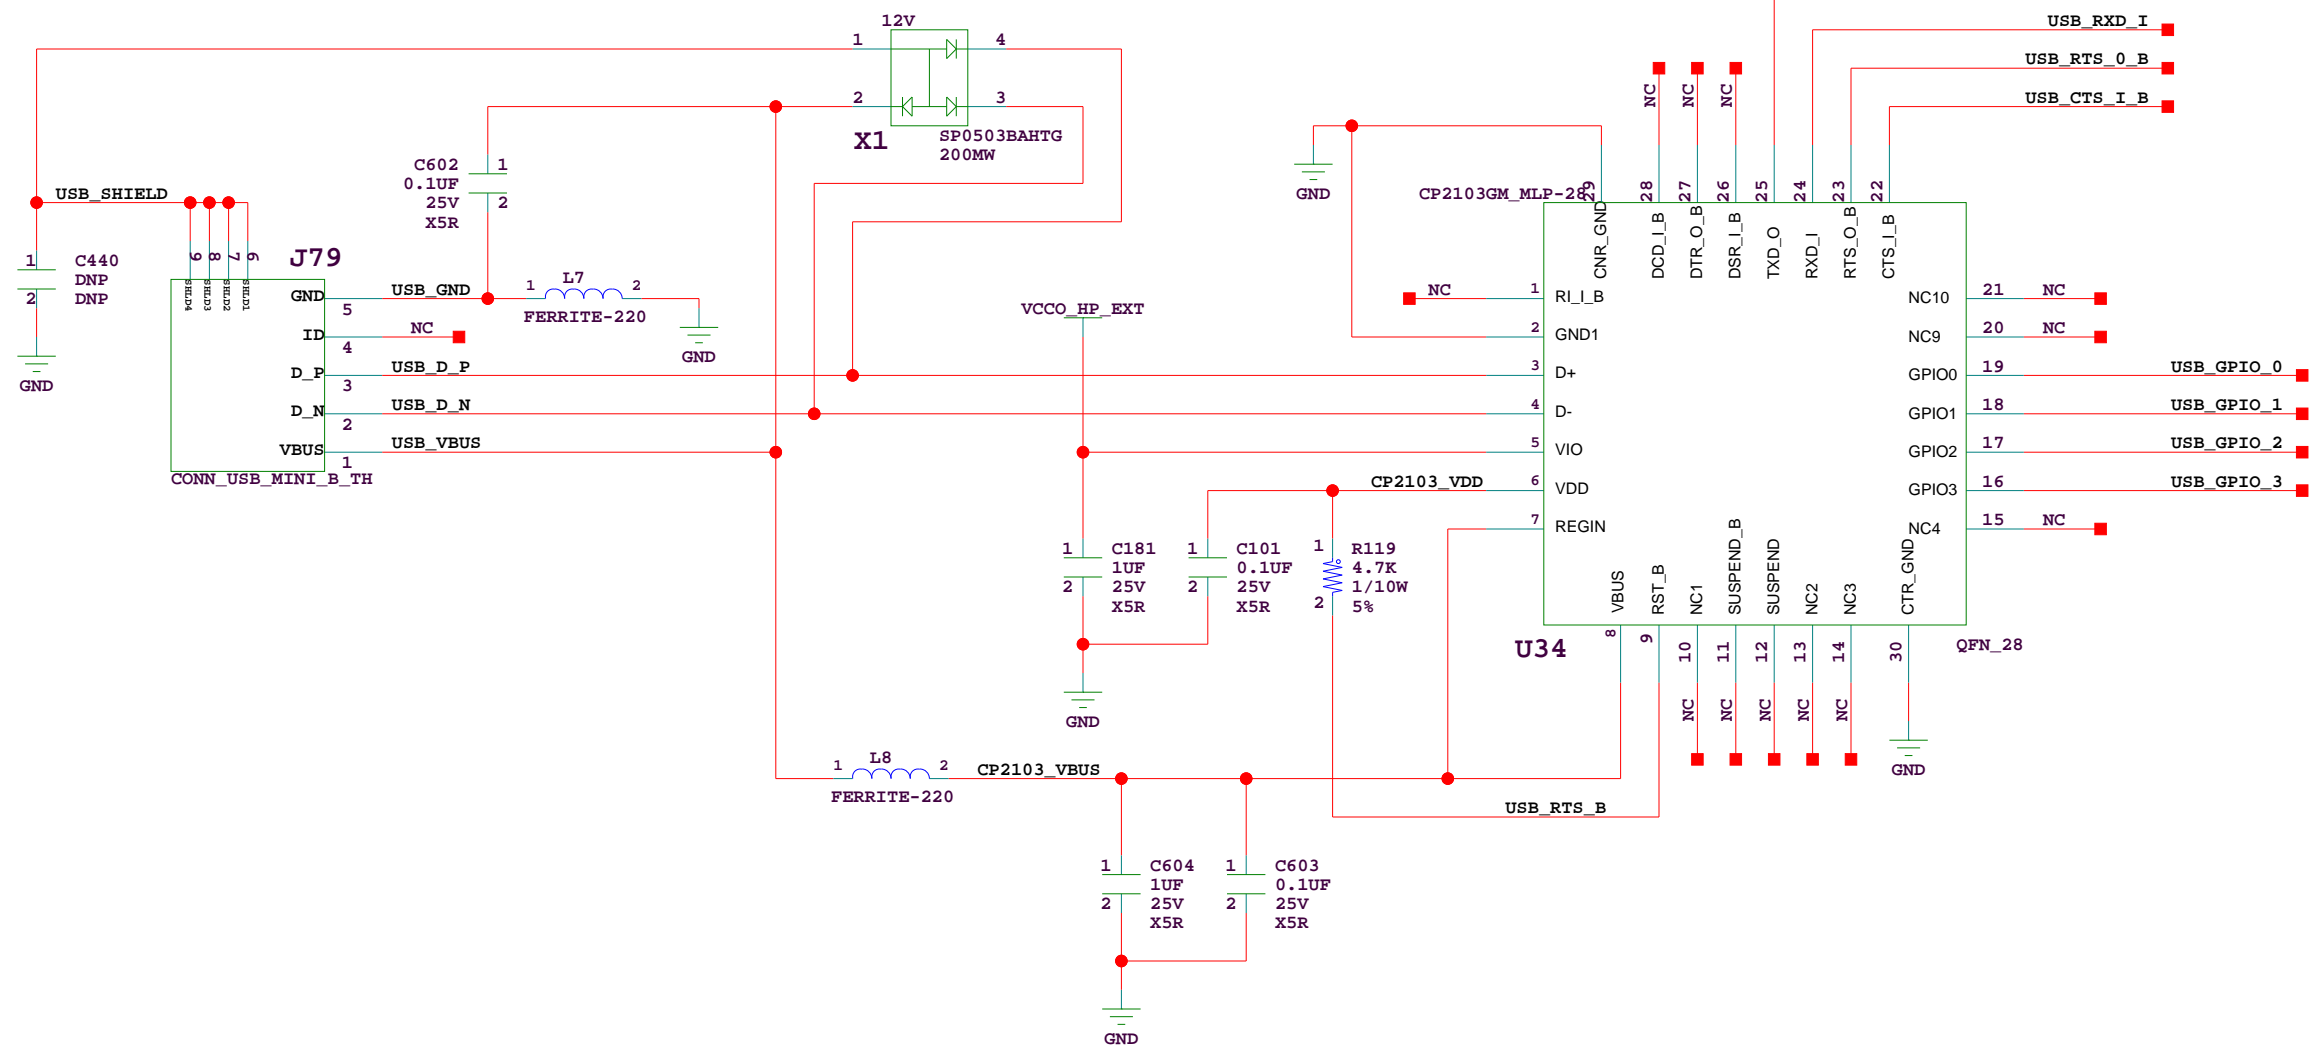 12V
1
4
2
3
X1
SP0503BAHTG
200MW
USB_RXD_I
USB_RTS_0_B
USB_CTS_I_B
NC
NC
NC
GND
CP2103GM_MLP-28
29
28
27
26
25
24
23
22
CNR_GND
DCD_I_B
DTR_O_B
DSR_I_B
TXD_O
RXD_I
RTS_O_B
CTS_I_B
C602
0.1UF
25V
X5R
1
2
USB_SHIELD
9
8
7
6
J79
SHLD4
SHLD3
SHLD2
SHLD1
1
2
C440
DNP
DNP
GND
GND
5
USB_GND
ID
4
NC
D_P
3
USB_D_P
D_N
2
USB_D_N
VBUS
1
USB_VBUS
CONN_USB_MINI_B_TH
1
L7
2
FERRITE-220
GND
VCCO_HP_EXT
NC
1
RI_I_B
2
GND1
3
D+
4
D-
5
VIO
CP2103_VDD
6
VDD
7
REGIN
NC10
21
NC
NC9
20
NC
GPIO0
19
USB_GPIO_0
GPIO1
18
USB_GPIO_1
GPIO2
17
USB_GPIO_2
GPIO3
16
USB_GPIO_3
NC4
15
NC
1
2
C181
1UF
25V
X5R
1
2
C101
0.1UF
25V
X5R
1
2
R119
4.7K
1/10W
5%
GND
VBUS
RST_B
NC1
SUSPEND_B
SUSPEND
NC2
NC3
CTR_GND
U34
8
9
10
11
12
13
14
30
QFN_28
NC
NC
NC
NC
NC
GND
1
L8
2
FERRITE-220
CP2103_VBUS
USB_RTS_B
1
2
C604
1UF
25V
X5R
1
2
C603
0.1UF
25V
X5R
GND